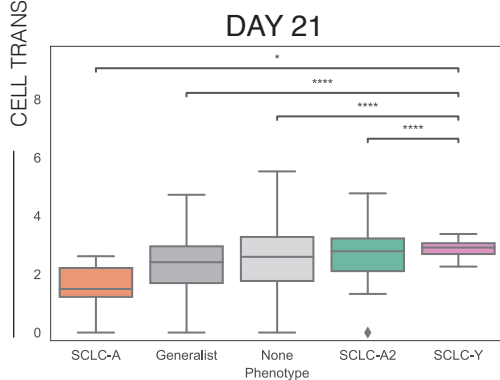 DAY 21
CELL TRANS
*
****
****
****
8
6
4
2
0
SCLC-A Generalist None SCLC-A2 SCLC-Y
Phenotype